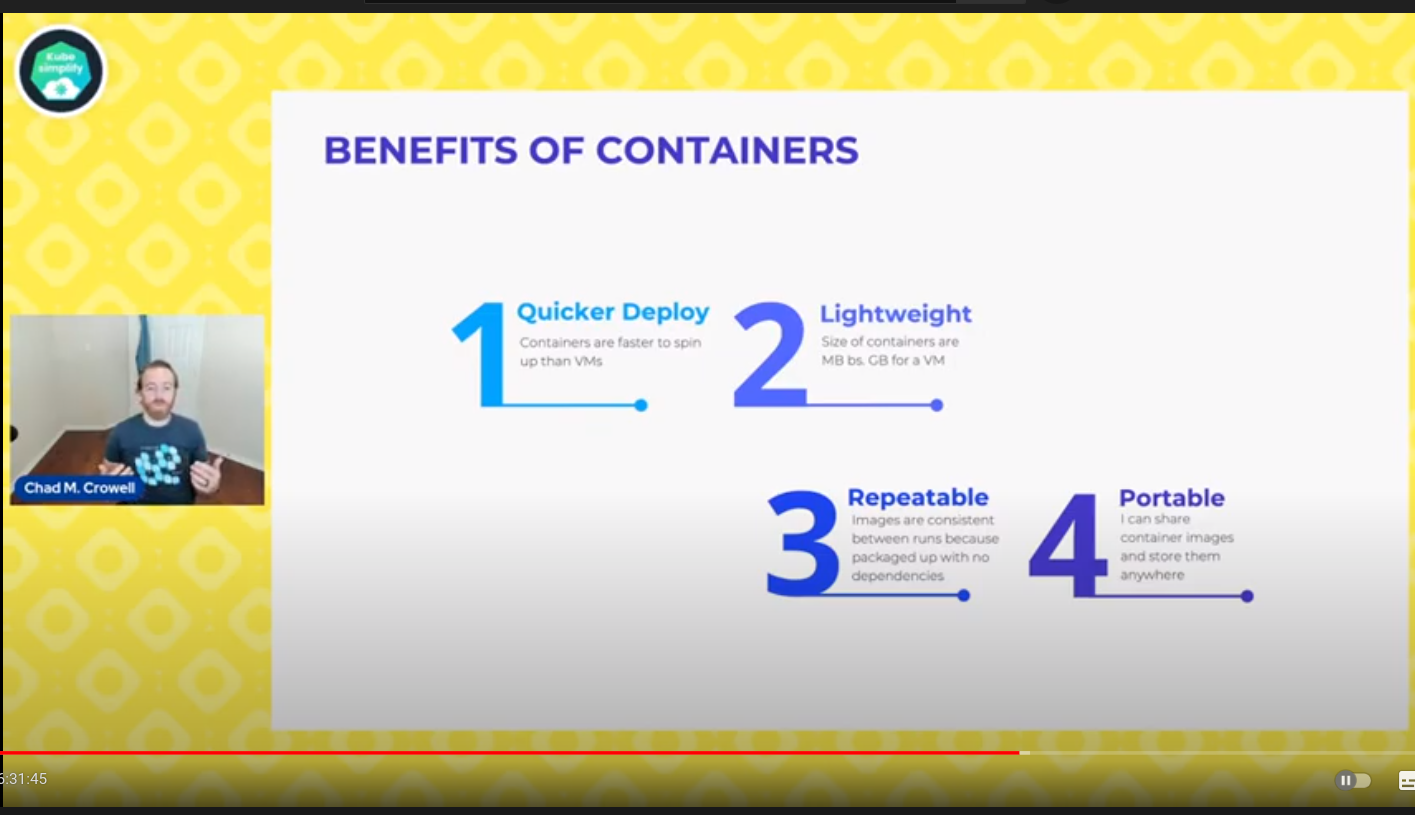 Kube
simplify
BENEFITS OF CONTAINERS
1
Quicker Deploy
Containers are faster to spin
up than VMs
2
Lightweight
Size of containers are
MB bs. GB for a VM
3
Repeatable
Images are consistent
between runs because
packaged up with no
dependencies
4
Portable
I can share
container images
and store them
anywhere
Chad M. Crowell
:31:45